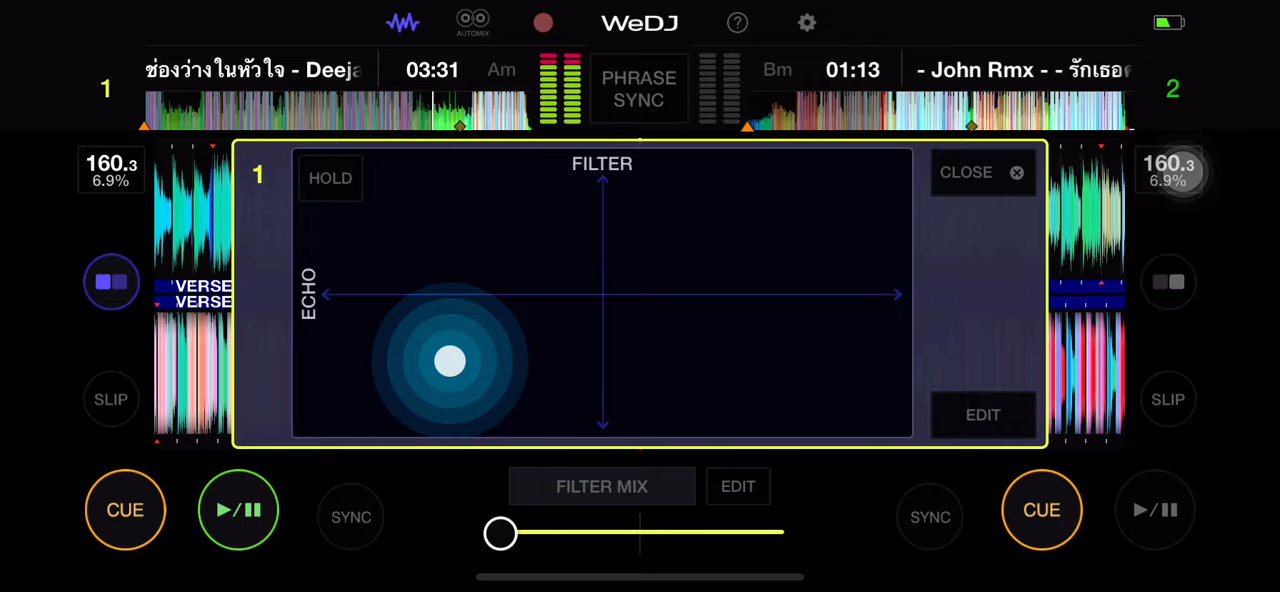 AUTOMIX
WeDJ
?
1
ช่องว่างในหัวใจ - Deeja
03:31
Am
PHRASE
SYNC
Bm
01:13
- John Rmx - - รักเธอ
2
160.3
6.9%
1
HOLD
FILTER
ECHO
CLOSE
EDIT
160.3
6.9%
VERSE
VERSE
SLIP
SLIP
CUE
SYNC
FILTER MIX
EDIT
SYNC
CUE